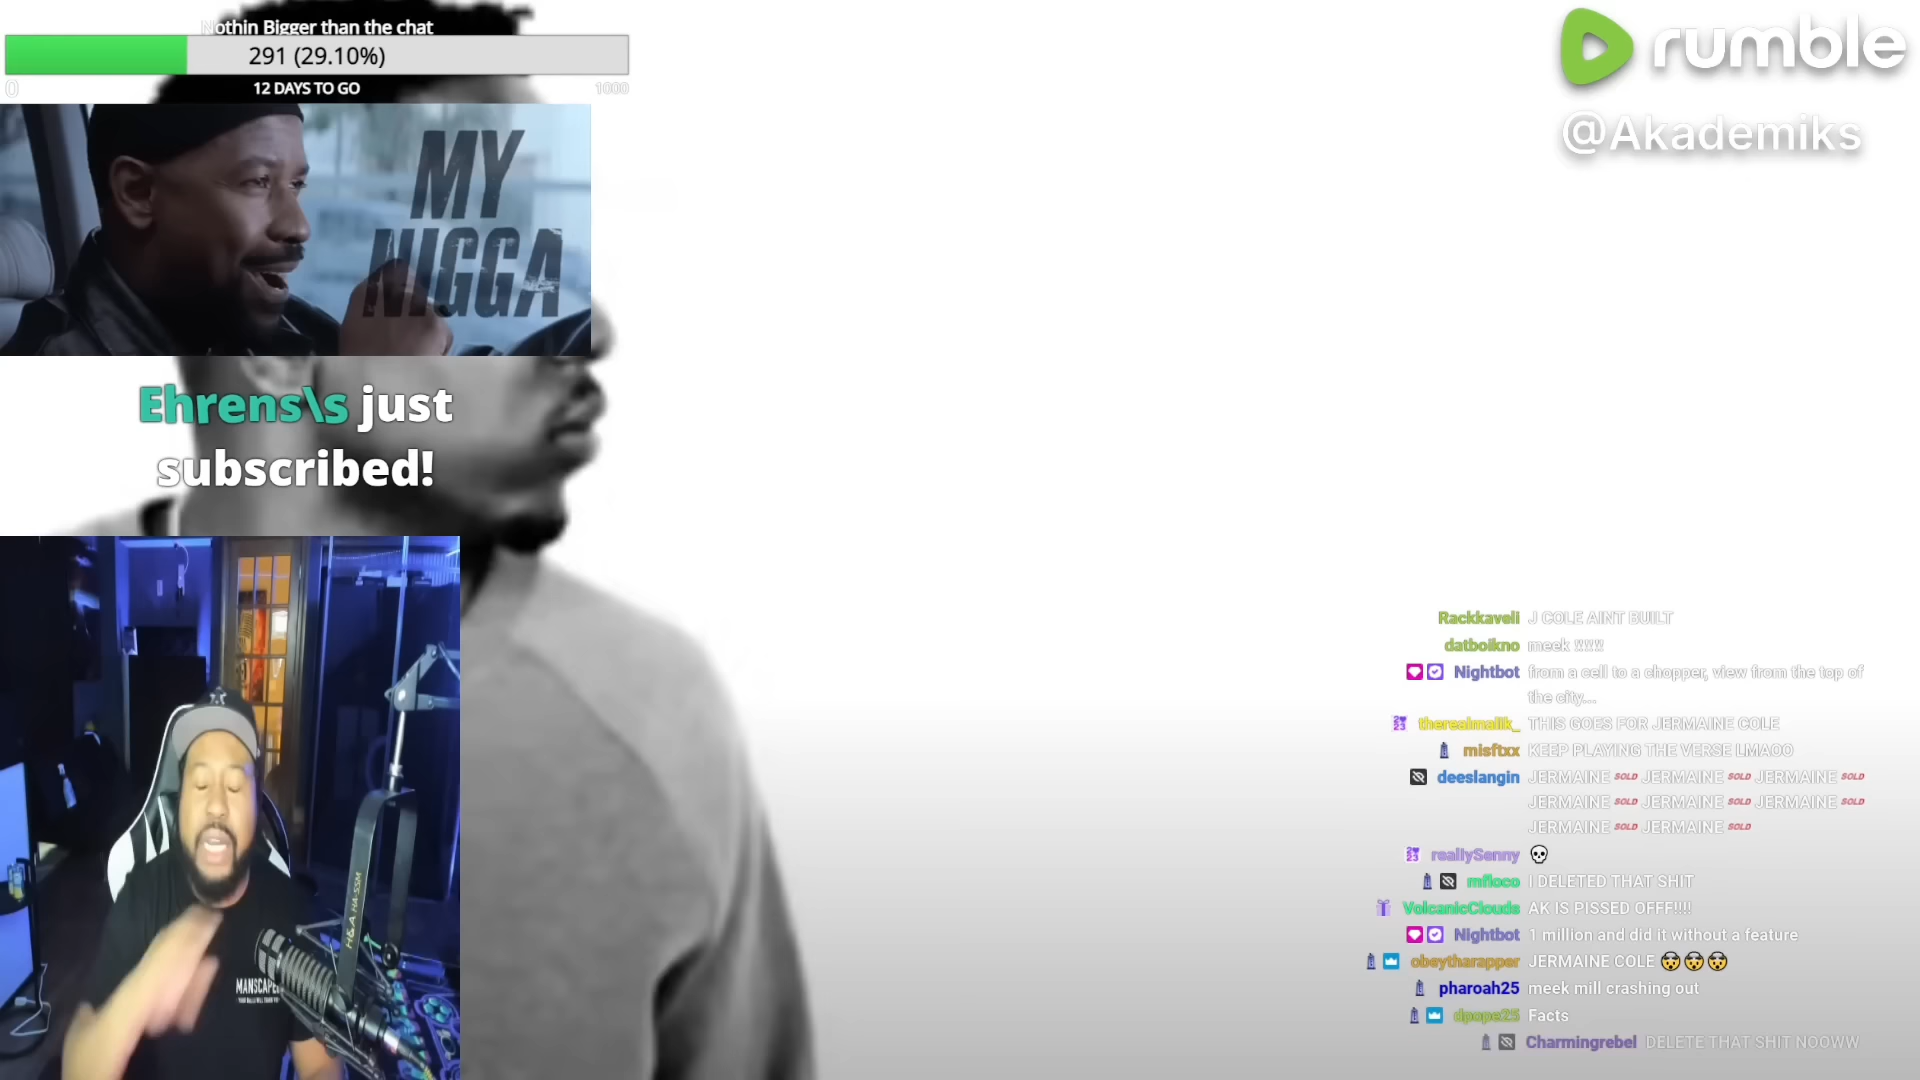 Nothin Bigger than the chat
291 (29.10%)
0
12 DAYS TO GO
1000
MY
NIGGA
Ehrens\s just
subscribed!
MANSCAPED
H&A HA-SSM
rumble
@Akademiks
Rackkaveli J COLE AIN'T BUILT
datboikno meek !!!!!!
Nightbot from a cell to a chopper, view from the top of
the city...
therealmalik_ THIS GOES FOR JERMAINE COLE
misftxx KEEP PLAYING THE VERSE LMAOO
deeslangin JERMAINE SOLD JERMAINE SOLD JERMAINE SOLD
JERMAINE SOLD JERMAINE SOLD JERMAINE SOLD
JERMAINE SOLD JERMAINE SOLD
reallySenny
mfloco I DELETED THAT SHIT
VolcanicClouds AK IS PISSED OFFF!!!!
Nightbot 1 million and did it without a feature
obeytharapper JERMAINE COLE
pharoah25 meek mill crashing out
dpope25 Facts
Charmingrebel DELETE THAT SHIT NOOWW